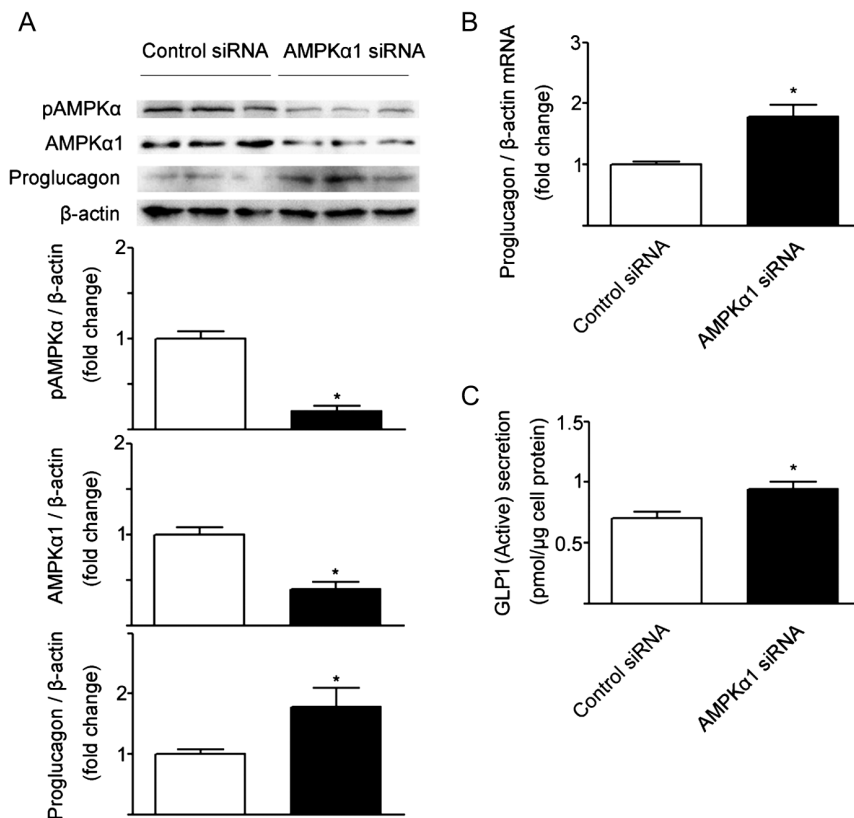 A
Control siRNA AMPKα1 siRNA
pAMPKα
AMPKα1
Proglucagon
β-actin
pAMPKα / β-actin
(fold change)
2
1
*
AMPKα1 / β-actin
(fold change)
2
1
*
Proglucagon / β-actin
(fold change)
2
1
*
B
Proglucagon / β-actin mRNA
(fold change)
3
2
1
*
Control siRNA
AMPKα1 siRNA
C
GLP1 (Active) secretion
(pmol/µg cell protein)
1.5
1
0.5
*
Control siRNA
AMPKα1 siRNA